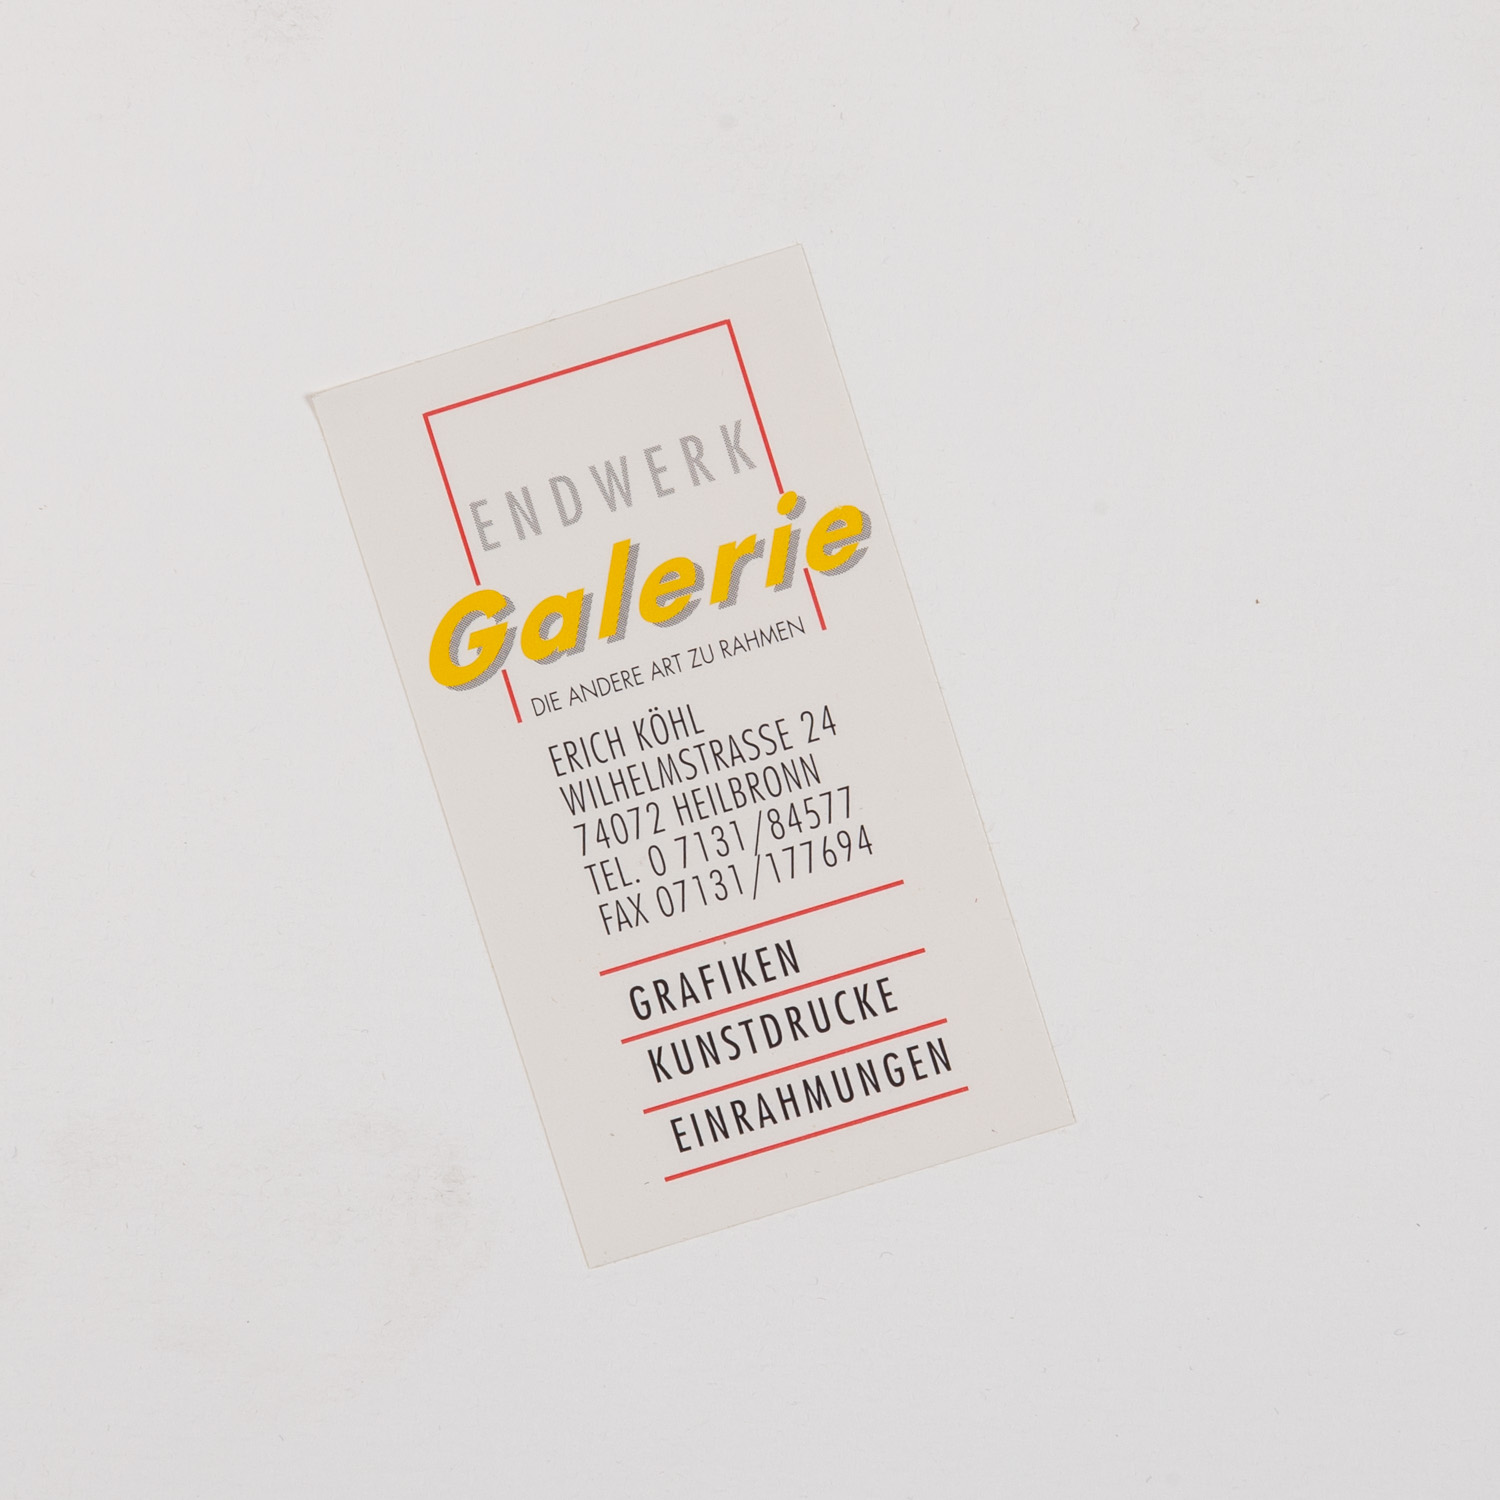 ENDWERK
Galerie
DIE ANDERE ART ZU RAHMEN
ERICH KÖHL
WILHELMSTRASSE 24
74072 HEILBRONN
TEL. 0 7131/84577
FAX 07131/177694
GRAFIKEN
KUNSTDRUCKE
EINRAHMUNGEN